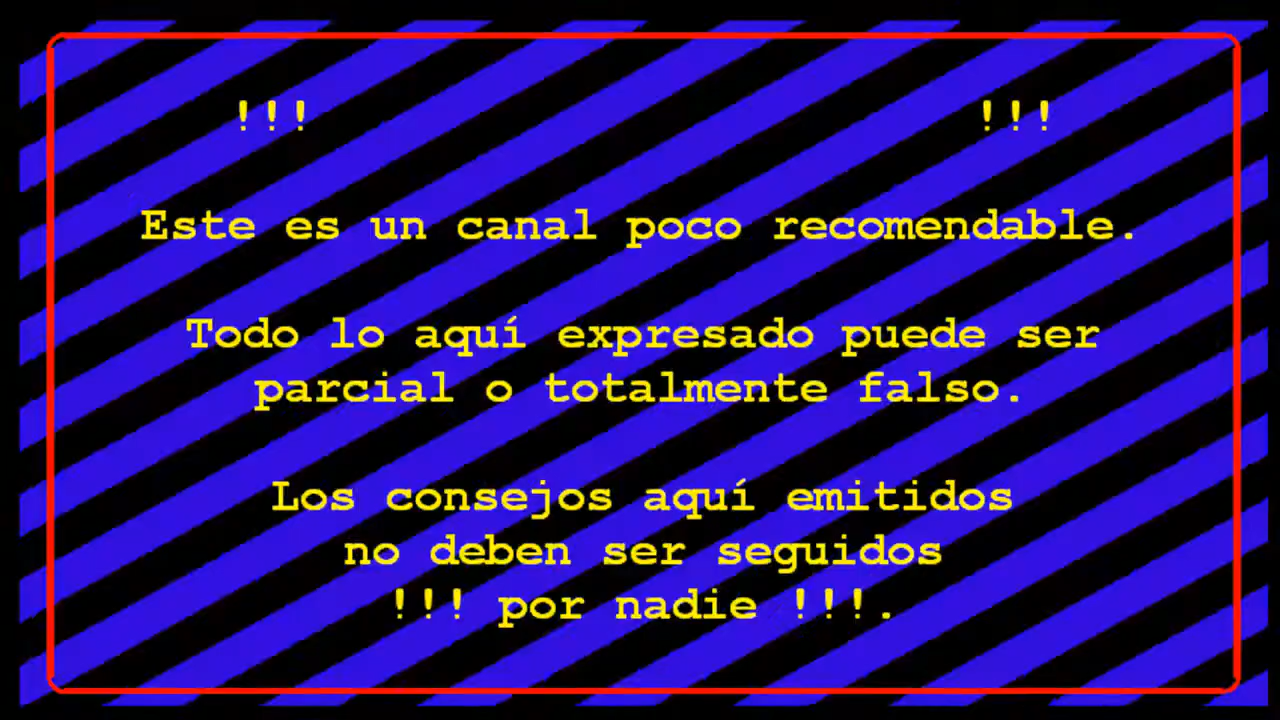 !!! !!!
Este es un canal poco recomendable.
Todo lo aquí expresado puede ser
parcial o totalmente falso.
Los consejos aquí emitidos
no deben ser seguidos
!!! por nadie !!!.